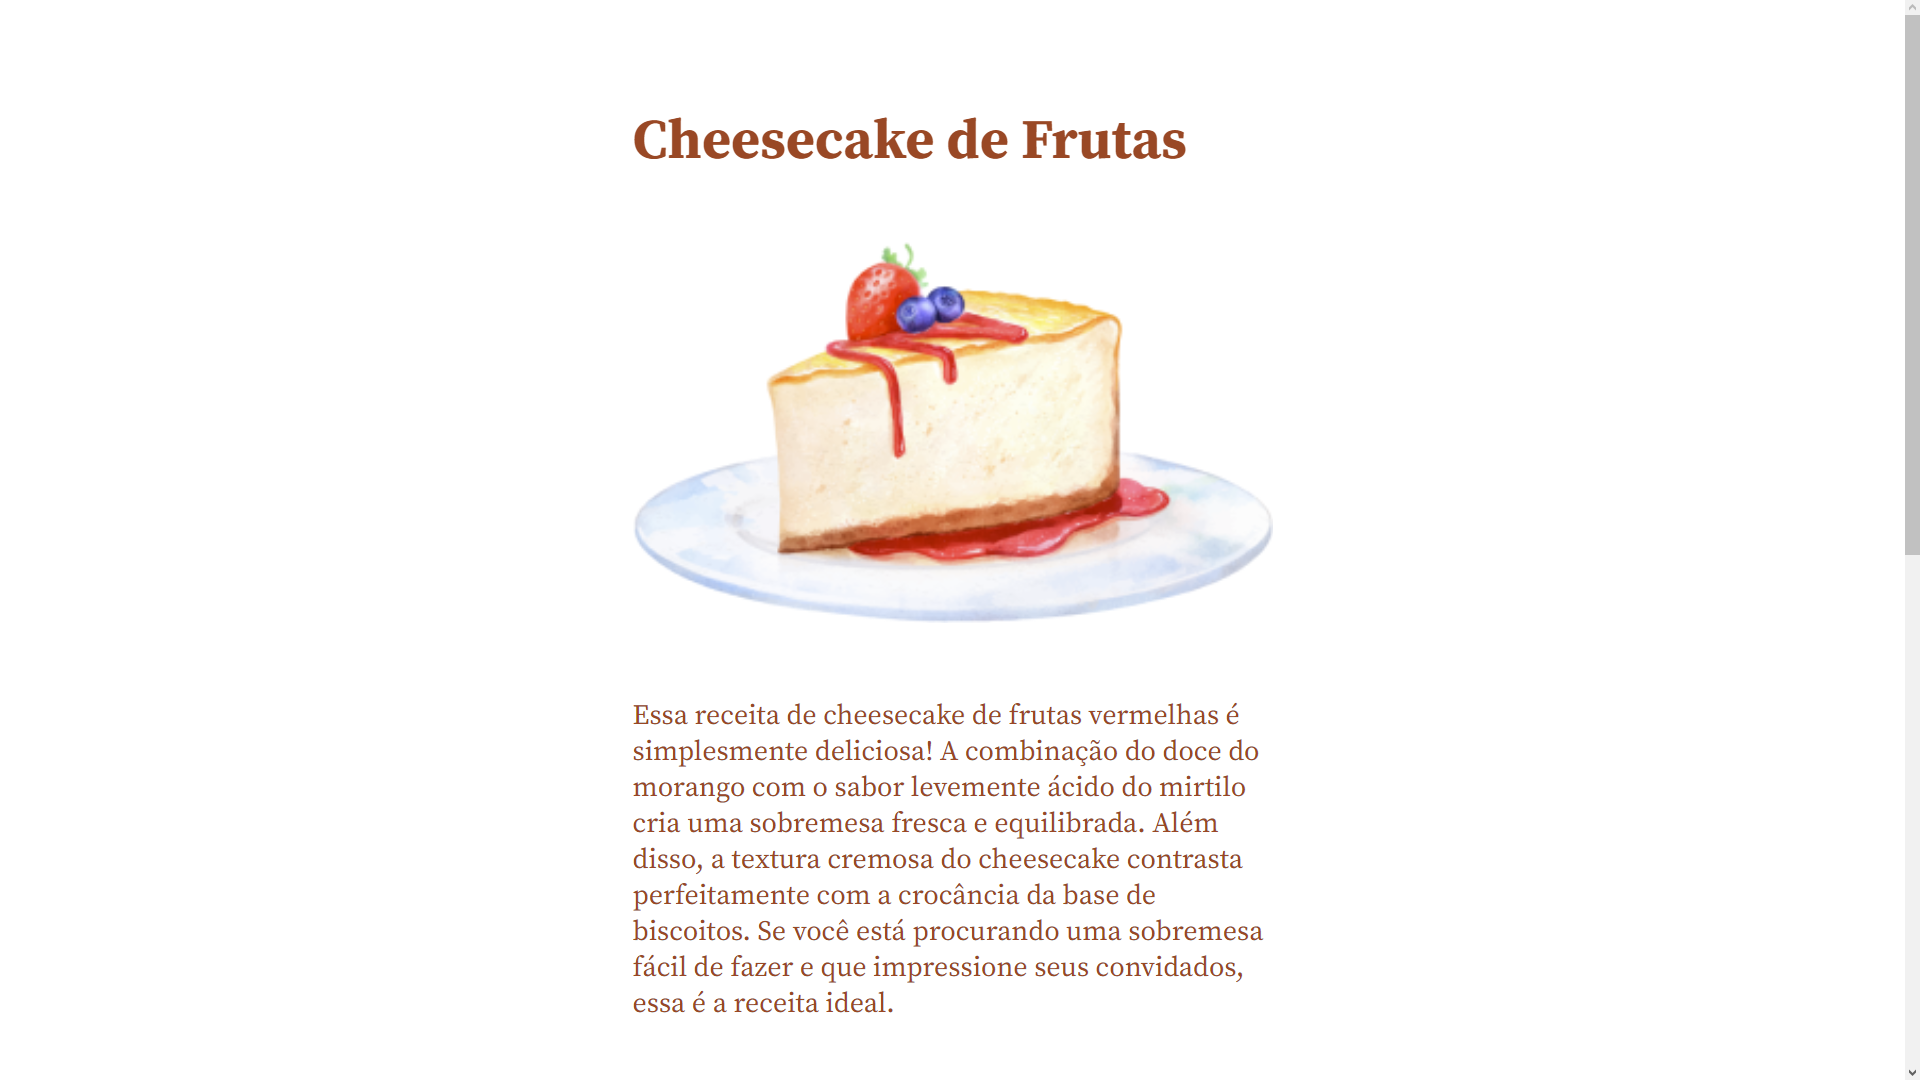 Cheesecake de Frutas
Essa receita de cheesecake de frutas vermelhas é
simplesmente deliciosa! A combinação do doce do
morango com o sabor levemente ácido do mirtilo
cria uma sobremesa fresca e equilibrada. Além
disso, a textura cremosa do cheesecake contrasta
perfeitamente com a crocância da base de
biscoitos. Se você está procurando uma sobremesa
fácil de fazer e que impressione seus convidados,
essa é a receita ideal.